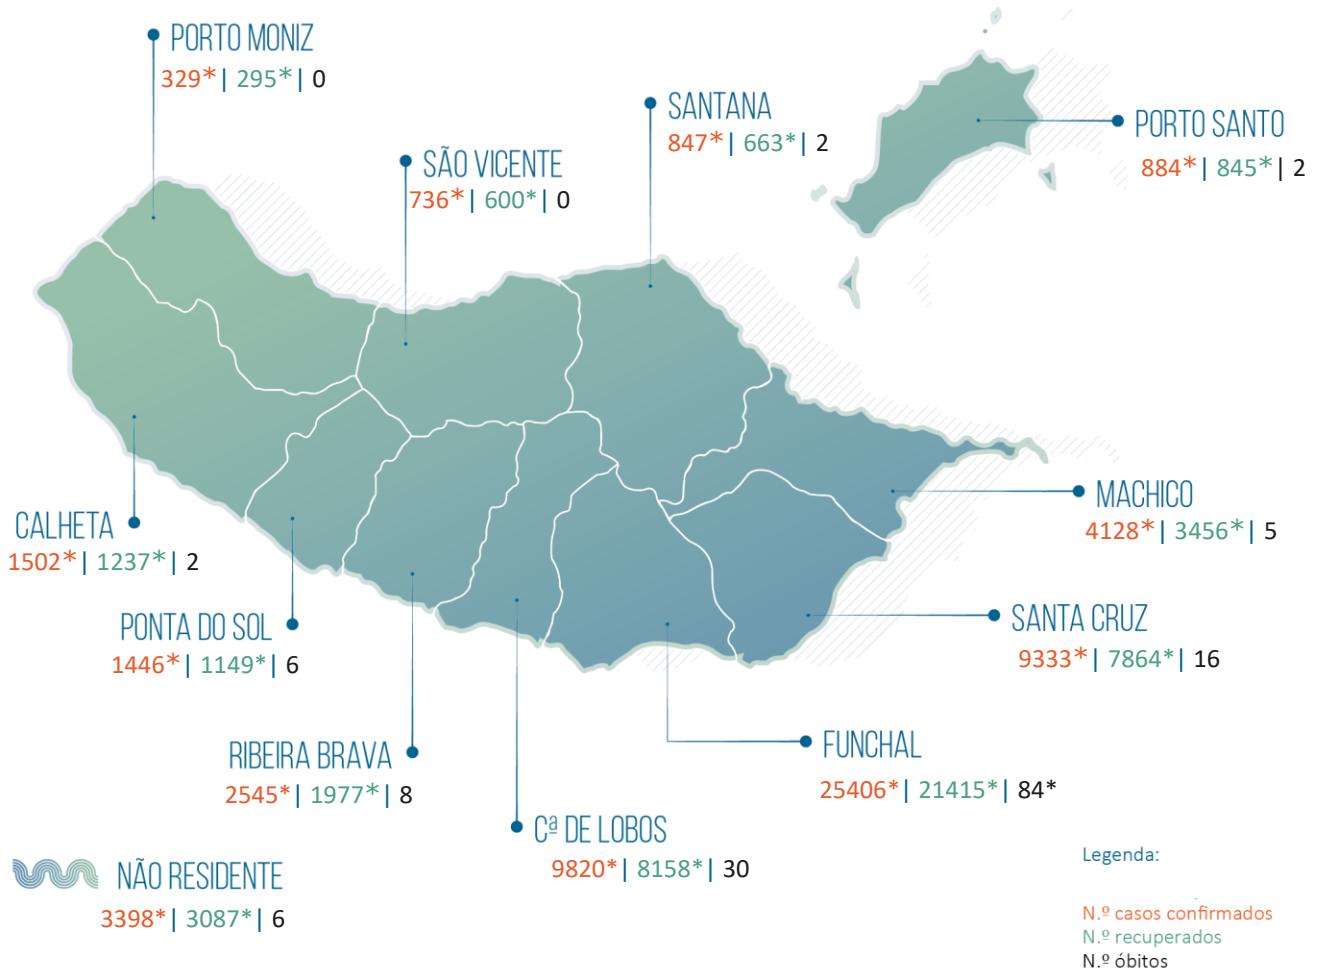 PORTO MONIZ
329*| 295*| 0
SANTANA
847*| 663*| 2
PORTO SANTO
884*| 845*| 2
SÃO VICENTE
736*| 600*| 0
MACHICO
4128*| 3456*| 5
CALHETA
1502*| 1237*| 2
SANTA CRUZ
9333*| 7864*| 16
PONTA DO SOL
1446*| 1149*| 6
RIBEIRA BRAVA
2545*| 1977*| 8
FUNCHAL
25406*| 21415*| 84*
Cª DE LOBOS
9820*| 8158*| 30
NÃO RESIDENTE
3398*| 3087*| 6
Legenda:
N.º casos confirmados
N.º recuperados
N.º óbitos